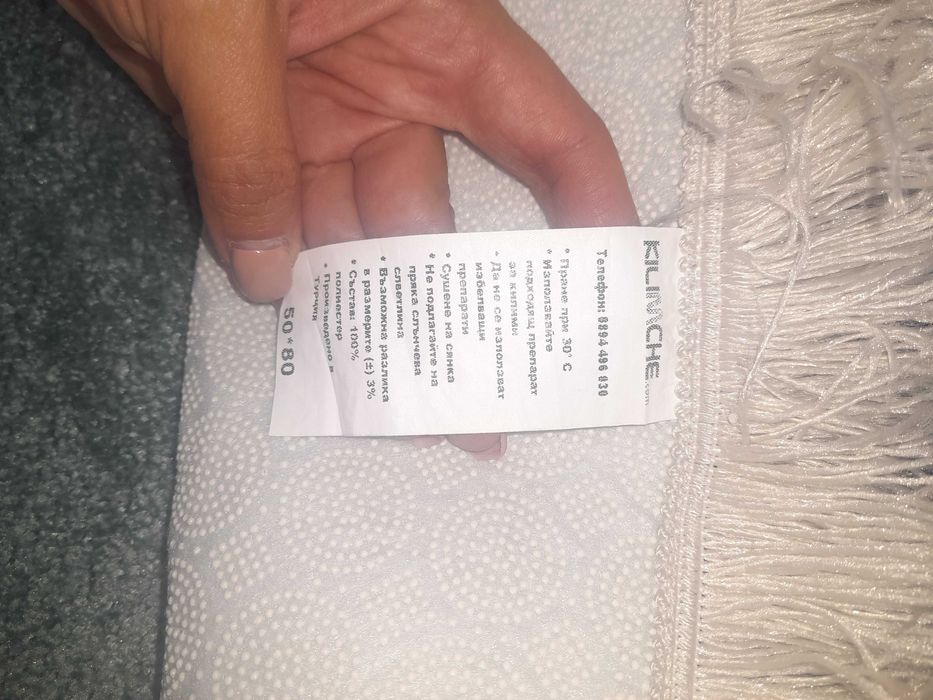 KILIMCHE.com
Телефон: 0894 496 930
* Пране при 30° C
* Използвайте
подходящ препарат
за килими
* Да не се използват
избелващи
препарати
* Сушене на сянка
* Не подлагайте на
пряка слънчева
светлина
* Възможна разлика
в размерите (±) 3%
* Състав: 100%
полиестер
* Произведено в
Турция
50*80